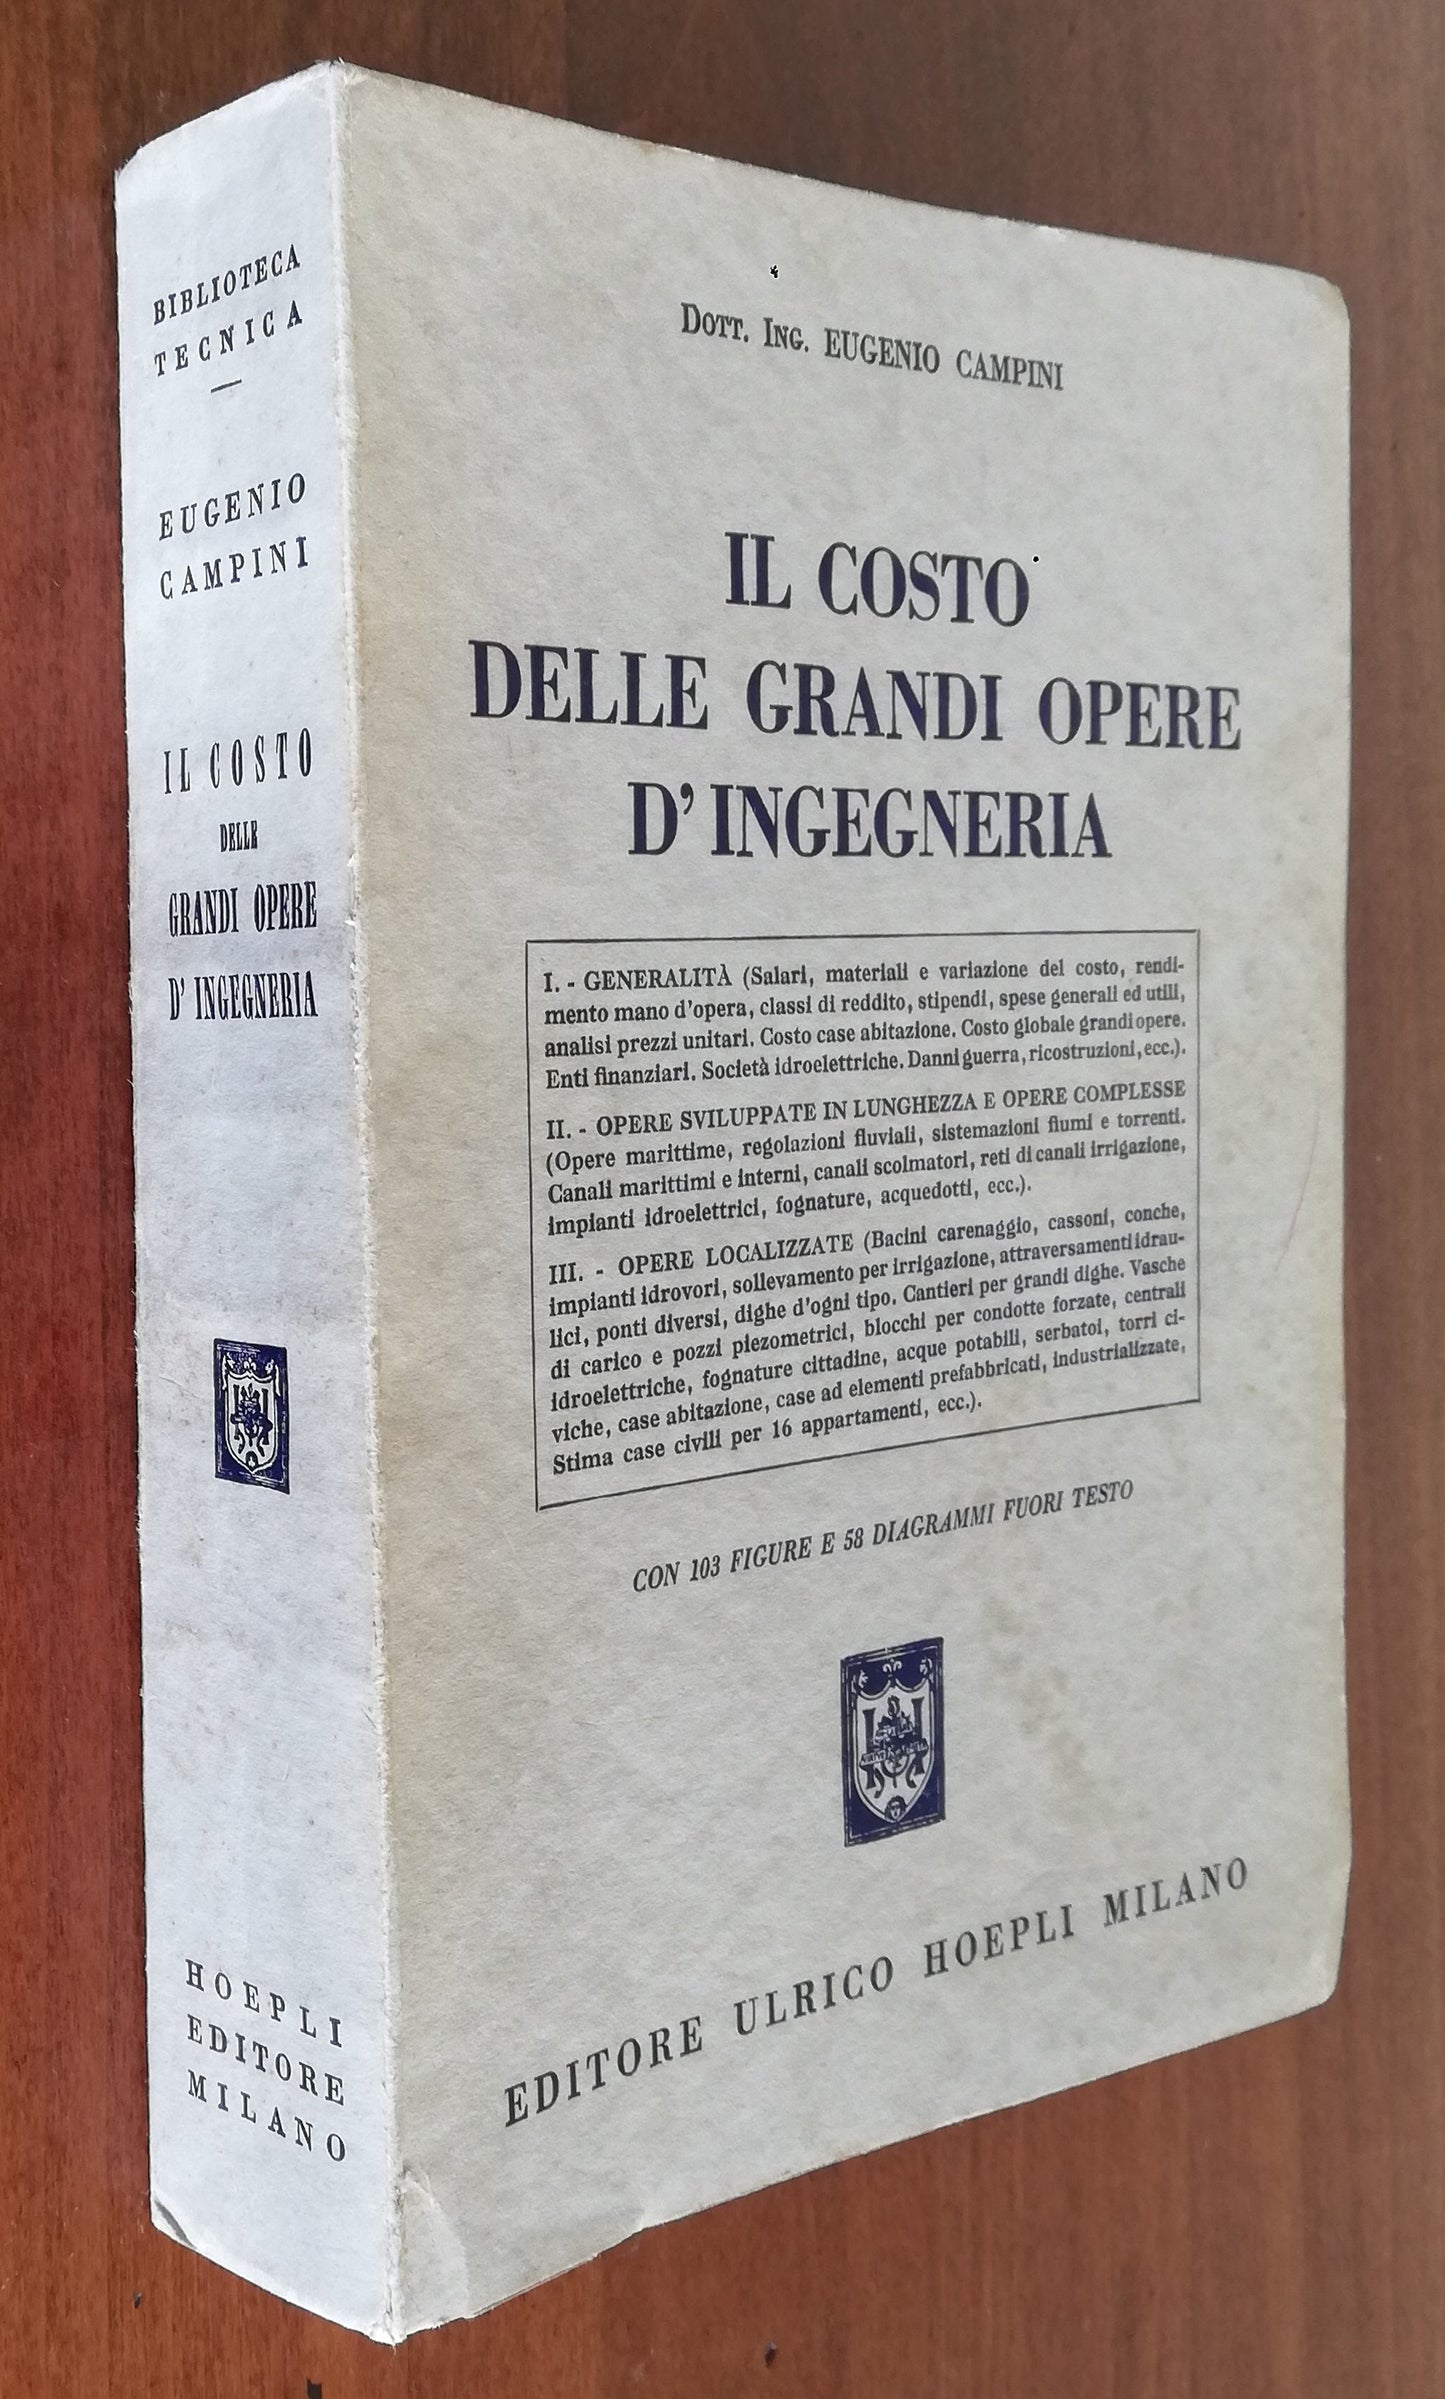 BIBLIOTECA
TECNICA
EUGENIO
CAMPINI
IL COSTO
DELLE
GRANDI OPERE
D'INGEGNERIA
HOEPLI
EDITORE
MILANO
DOTT. ING. EUGENIO CAMPINI
IL COSTO
DELLE GRANDI OPERE
D'INGEGNERIA
I. - GENERALITÀ (Salari, materiali e variazione del costo, rendi-
mento mano d'opera, classi di reddito, stipendi, spese generali ed utili,
analisi prezzi unitari. Costo case abitazione. Costo globale grandi opere.
Enti finanziari. Società idroelettriche. Danni guerra, ricostruzioni, ecc.).
II. - OPERE SVILUPPATE IN LUNGHEZZA E OPERE COMPLESSE
(Opere marittime, regolazioni fluviali, sistemazioni fiumi e torrenti.
Canali marittimi e interni, canali scolmatori, reti di canali irrigazione,
impianti idroelettrici, fognature, acquedotti, ecc.).
III. - OPERE LOCALIZZATE (Bacini carenaggio, cassoni, conche,
impianti idrovori, sollevamento per irrigazione, attraversamenti idrau-
lici, ponti diversi, dighe d'ogni tipo. Cantieri per grandi dighe. Vasche
di carico e pozzi piezometrici, blocchi per condotte forzate, centrali
idroelettriche, fognature cittadine, acque potabili, serbatoi, torri ci-
viche, case abitazione, case ad elementi prefabbricati, industrializzate,
Stima case civili per 16 appartamenti, ecc.).
CON 103 FIGURE E 58 DIAGRAMMI FUORI TESTO
EDITORE ULRICO HOEPLI MILANO